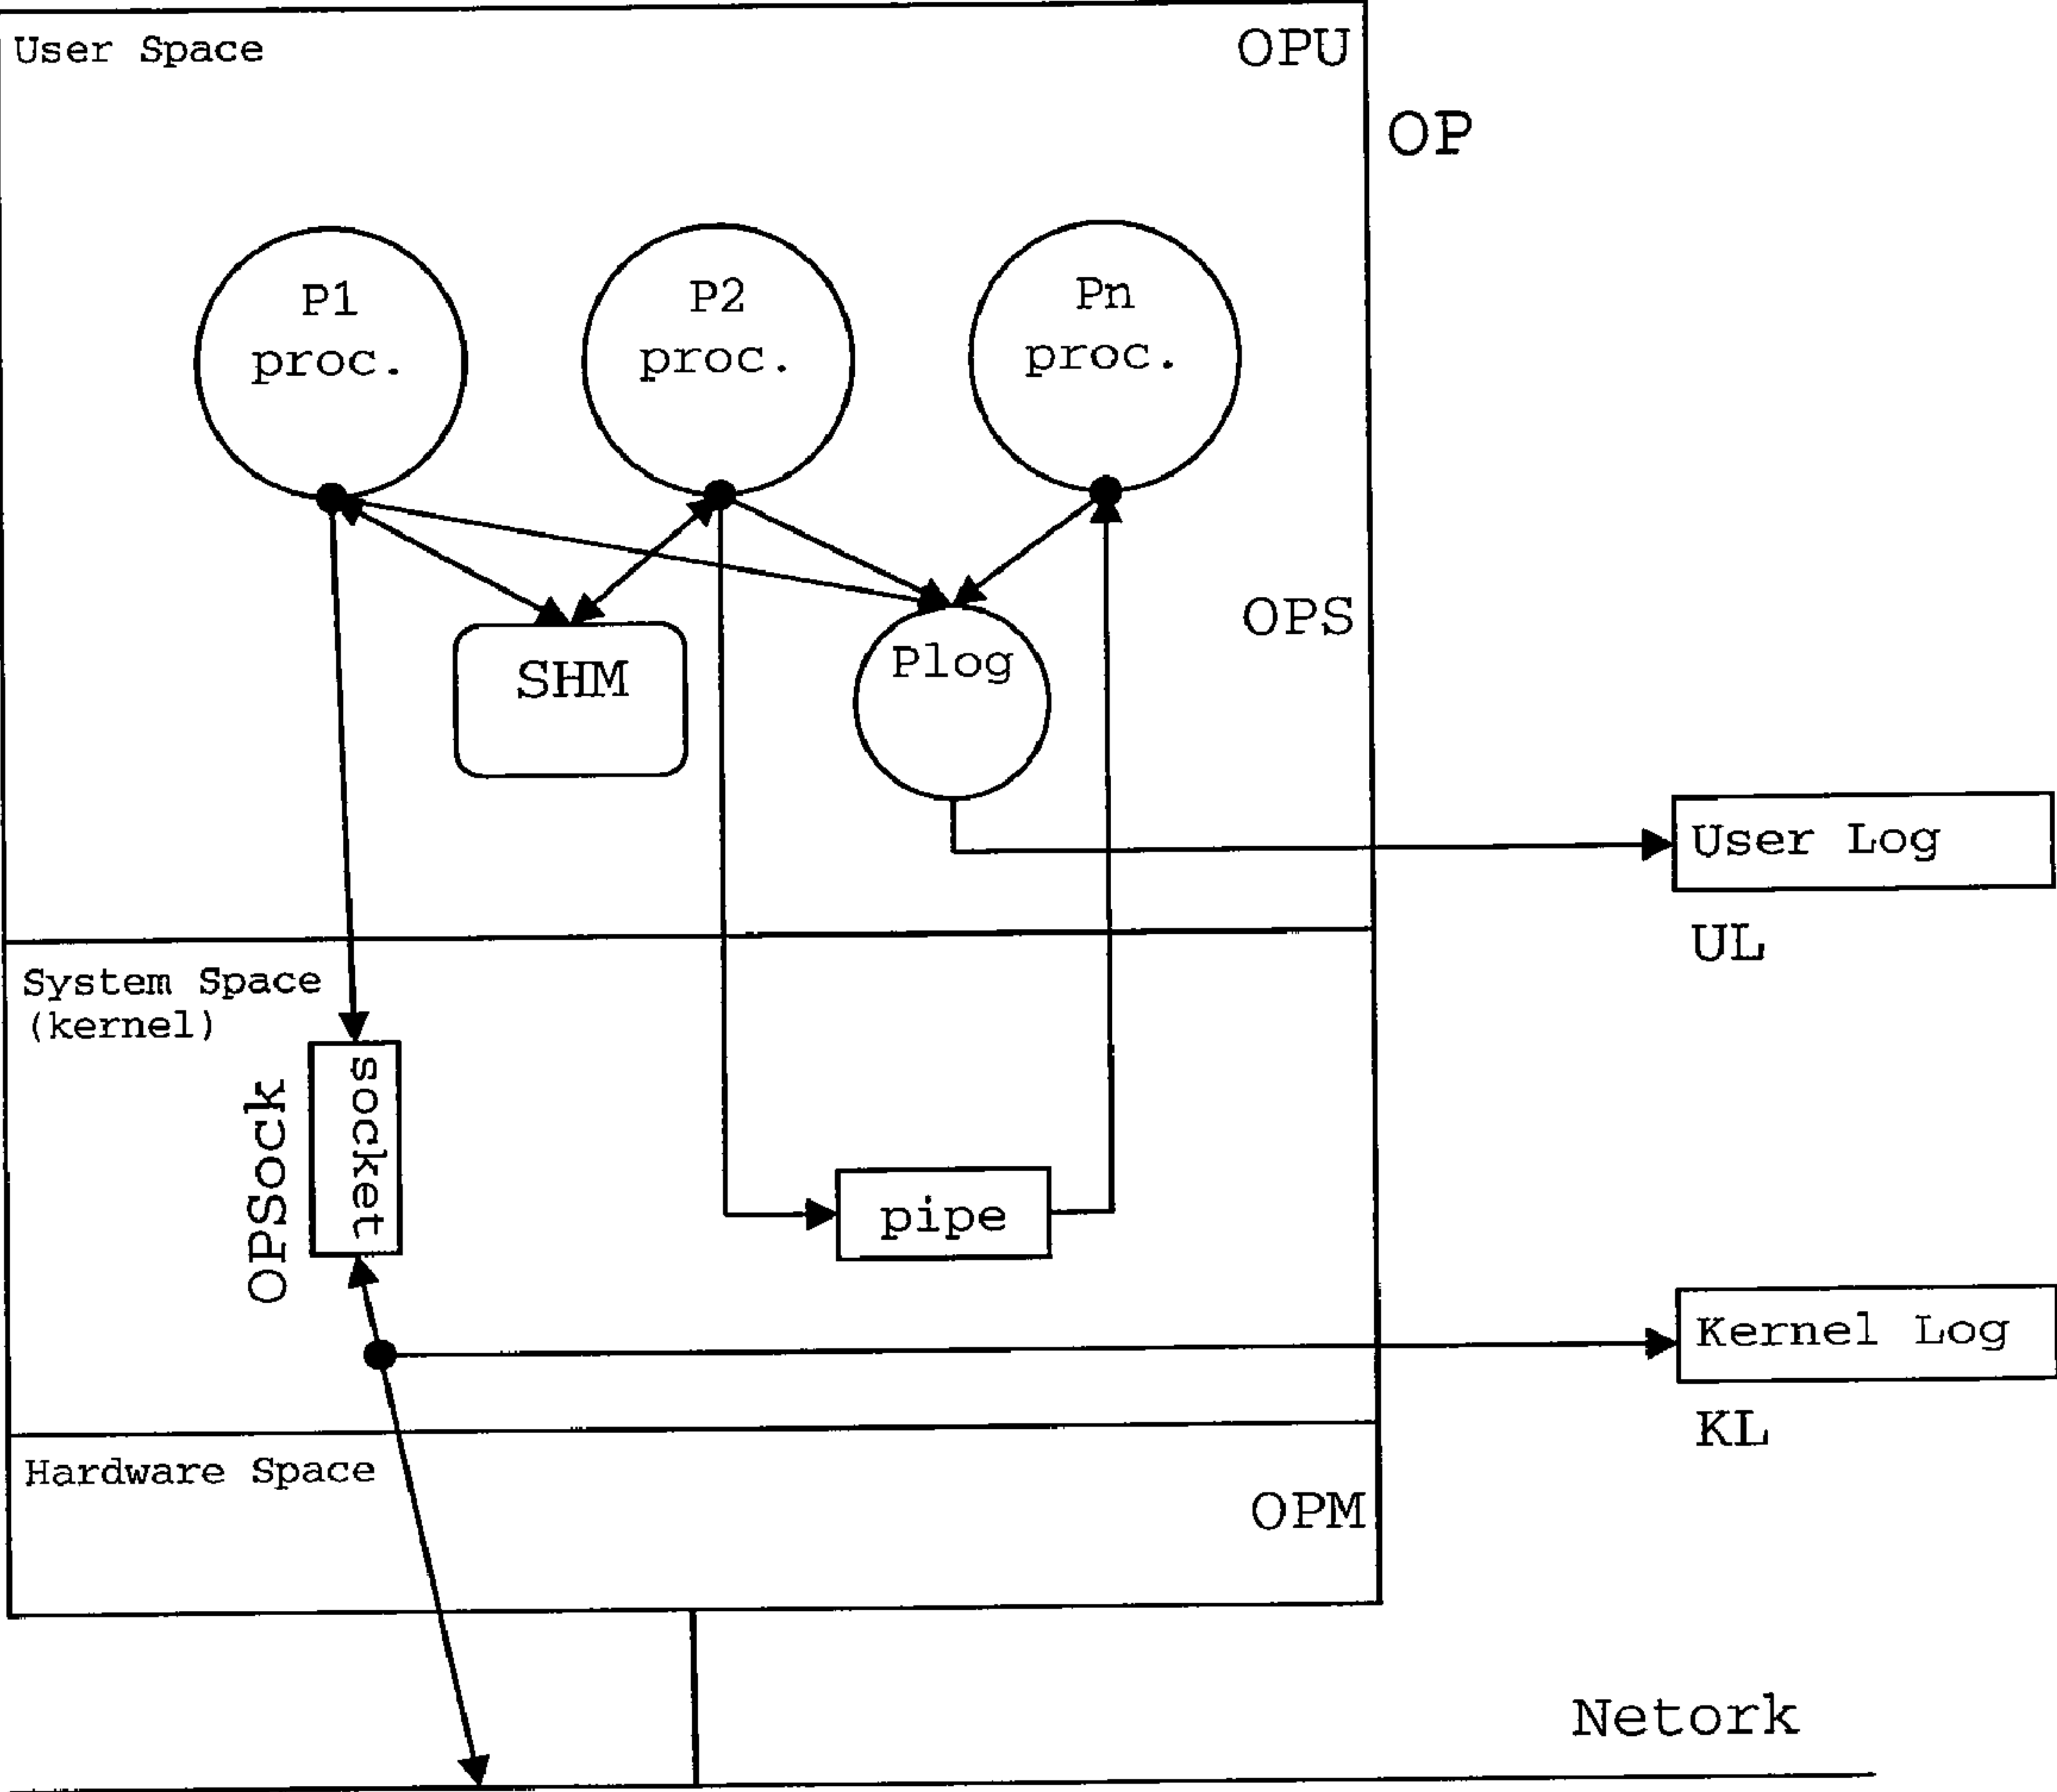 User Space
OPU
OP
P1
proc.
P2
proc.
Pn
proc.
OPS
SHM
Plog
User Log
UL
System Space
(kernel)
OPSock
socket
pipe
Kernel Log
KL
Hardware Space
OPM
Netork